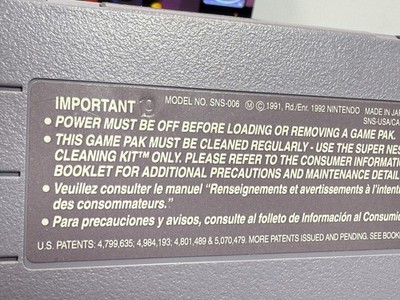 IMPORTANT MODEL NO. SNS-006 Ⓜ © 1991, Rd./Enr. 1992 NINTENDO MADE IN
SNS-USA/CA
• POWER MUST BE OFF BEFORE LOADING OR REMOVING A GAME PAK.
• THIS GAME PAK MUST BE CLEANED REGULARLY - USE THE SUPER NES
CLEANING KIT™ ONLY. PLEASE REFER TO THE CONSUMER INFORMATIO
BOOKLET FOR ADDITIONAL PRECAUTIONS AND MAINTENANCE DETAIL
• Veuillez consulter le manuel “Renseignements et avertissements à l'intent
des consommateurs.”
• Para precauciones y avisos, consulte al folleto de Información al Consumi
U.S. PATENTS: 4,799,635; 4,984,193; 4,801,489 & 5,070,479. MORE PATENTS ISSUED AND PENDING. SEE BOOK